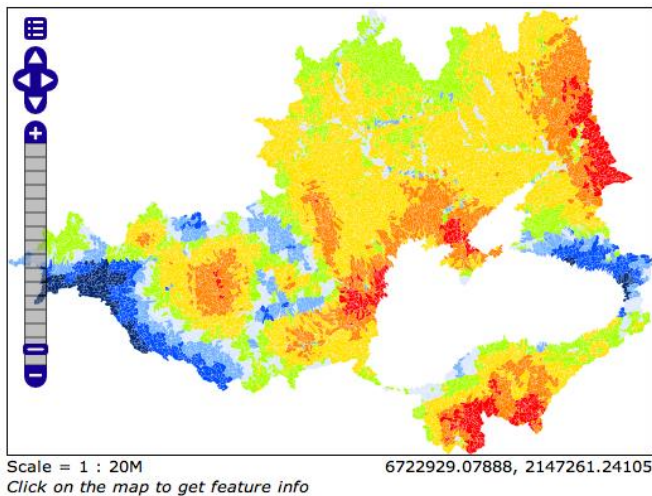 Scale = 1 : 20M
6722929.07888, 2147261.24105
Click on the map to get feature info